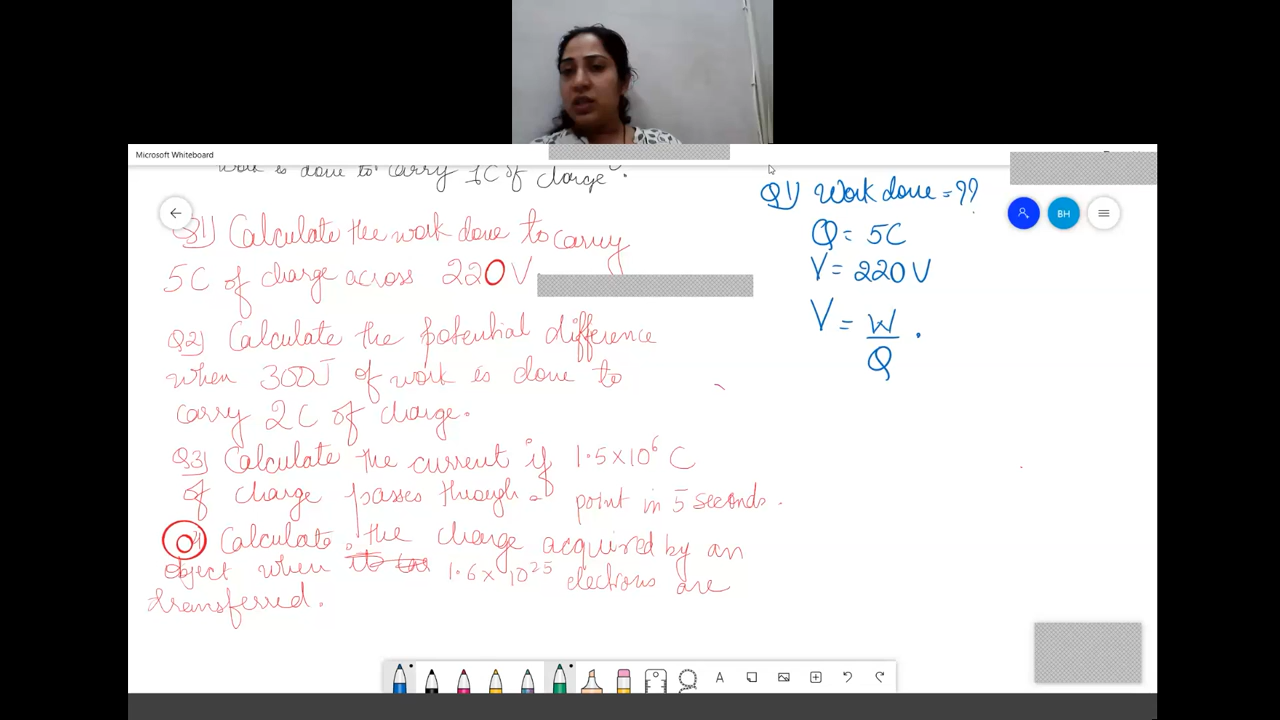 Microsoft Whiteboard
work is done to carry 1C of charge.
Q1) Calculate the work done to carry
5C of charge across 220V.
Q2) Calculate the potential difference
when 300J of work is done to
carry 2C of charge.
Q3) Calculate the current if 1.5×10⁶ C
of charge passes through a point in 5 seconds.
Calculate the charge acquired by an
object when 1.6×10²⁵ electrons are
transferred.
Q1) Work done = ??
Q = 5C
V = 220V
V = W/Q.
BH
A